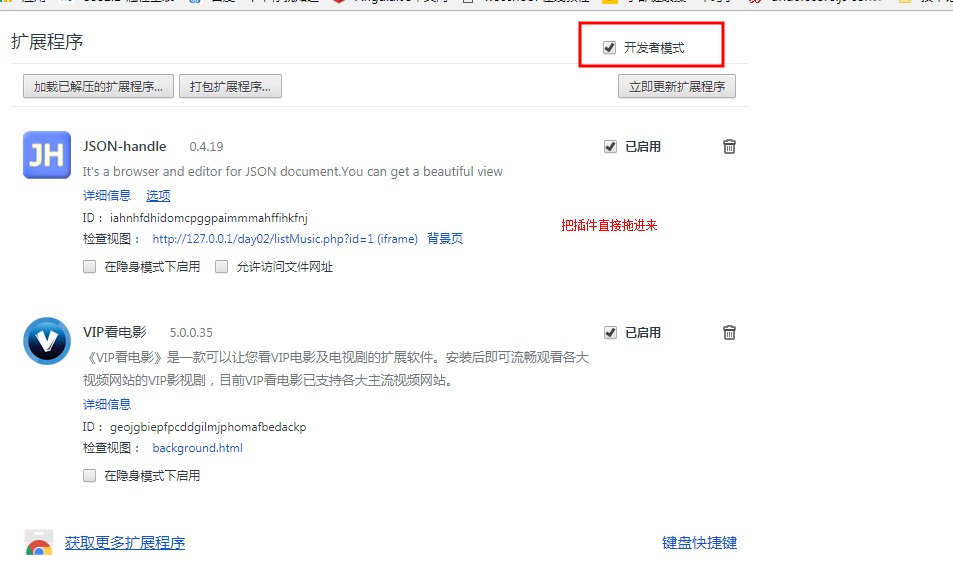 扩展程序
开发者模式
加载已解压的扩展程序... 打包扩展程序... 立即更新扩展程序
JH
JSON-handle 0.4.19 已启用
It's a browser and editor for JSON document.You can get a beautiful view
详细信息 选项
ID： iahnhfdhidomcpggpaimmmahffihkfnj
把插件直接拖进来
检查视图： http://127.0.0.1/day02/listMusic.php?id=1 (iframe) 背景页
在隐身模式下启用 允许访问文件网址
VIP看电影 5.0.0.35 已启用
《VIP看电影》是一款可以让您看VIP电影及电视剧的扩展软件。安装后即可流畅观看各大
视频网站的VIP影视剧，目前VIP看电影已支持各大主流视频网站。
详细信息
ID： geojgbiepfpcddgilmjphomafbedackp
检查视图： background.html
在隐身模式下启用
获取更多扩展程序 键盘快捷键